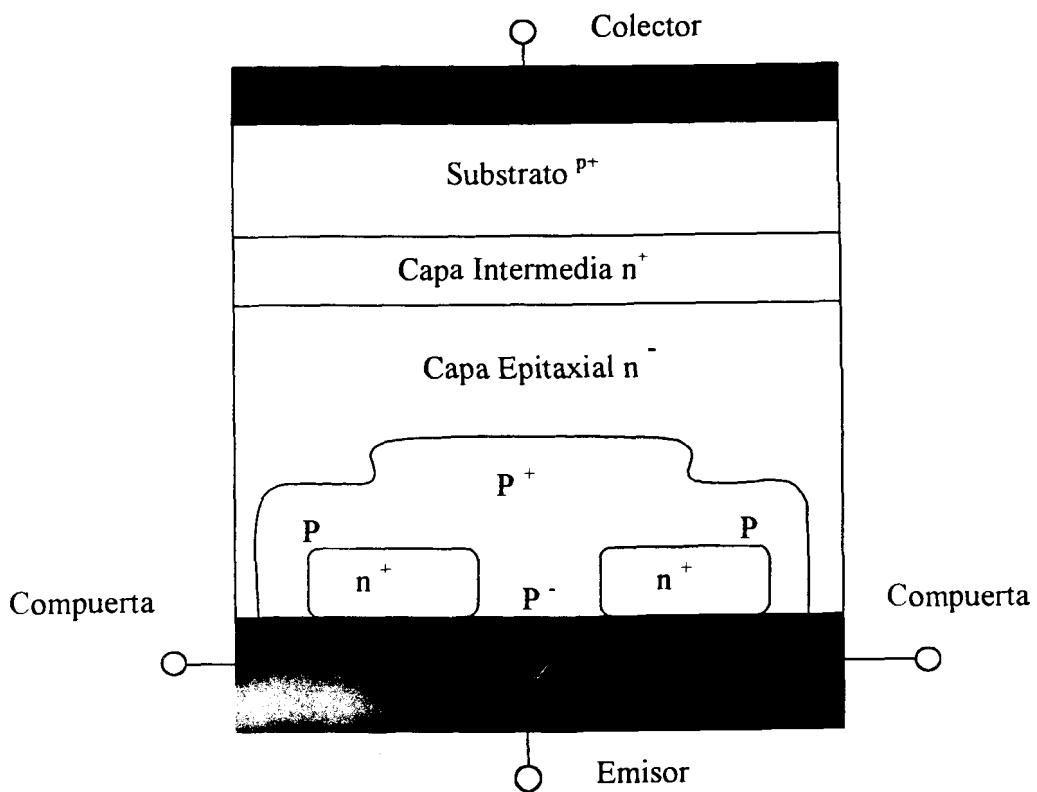 Colector
Substrato p+
Capa Intermedia n+
Capa Epitaxial n-
P+
P P
n+ n+
P-
Compuerta Compuerta
Emisor